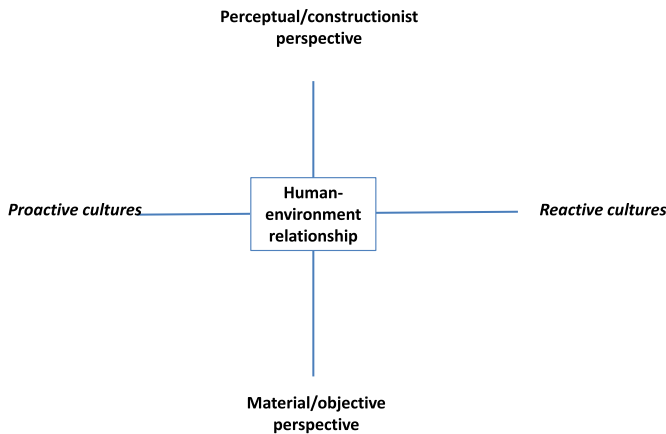 Perceptual/constructionist
perspective
Proactive cultures
Human-
environment
relationship
Reactive cultures
Material/objective
perspective